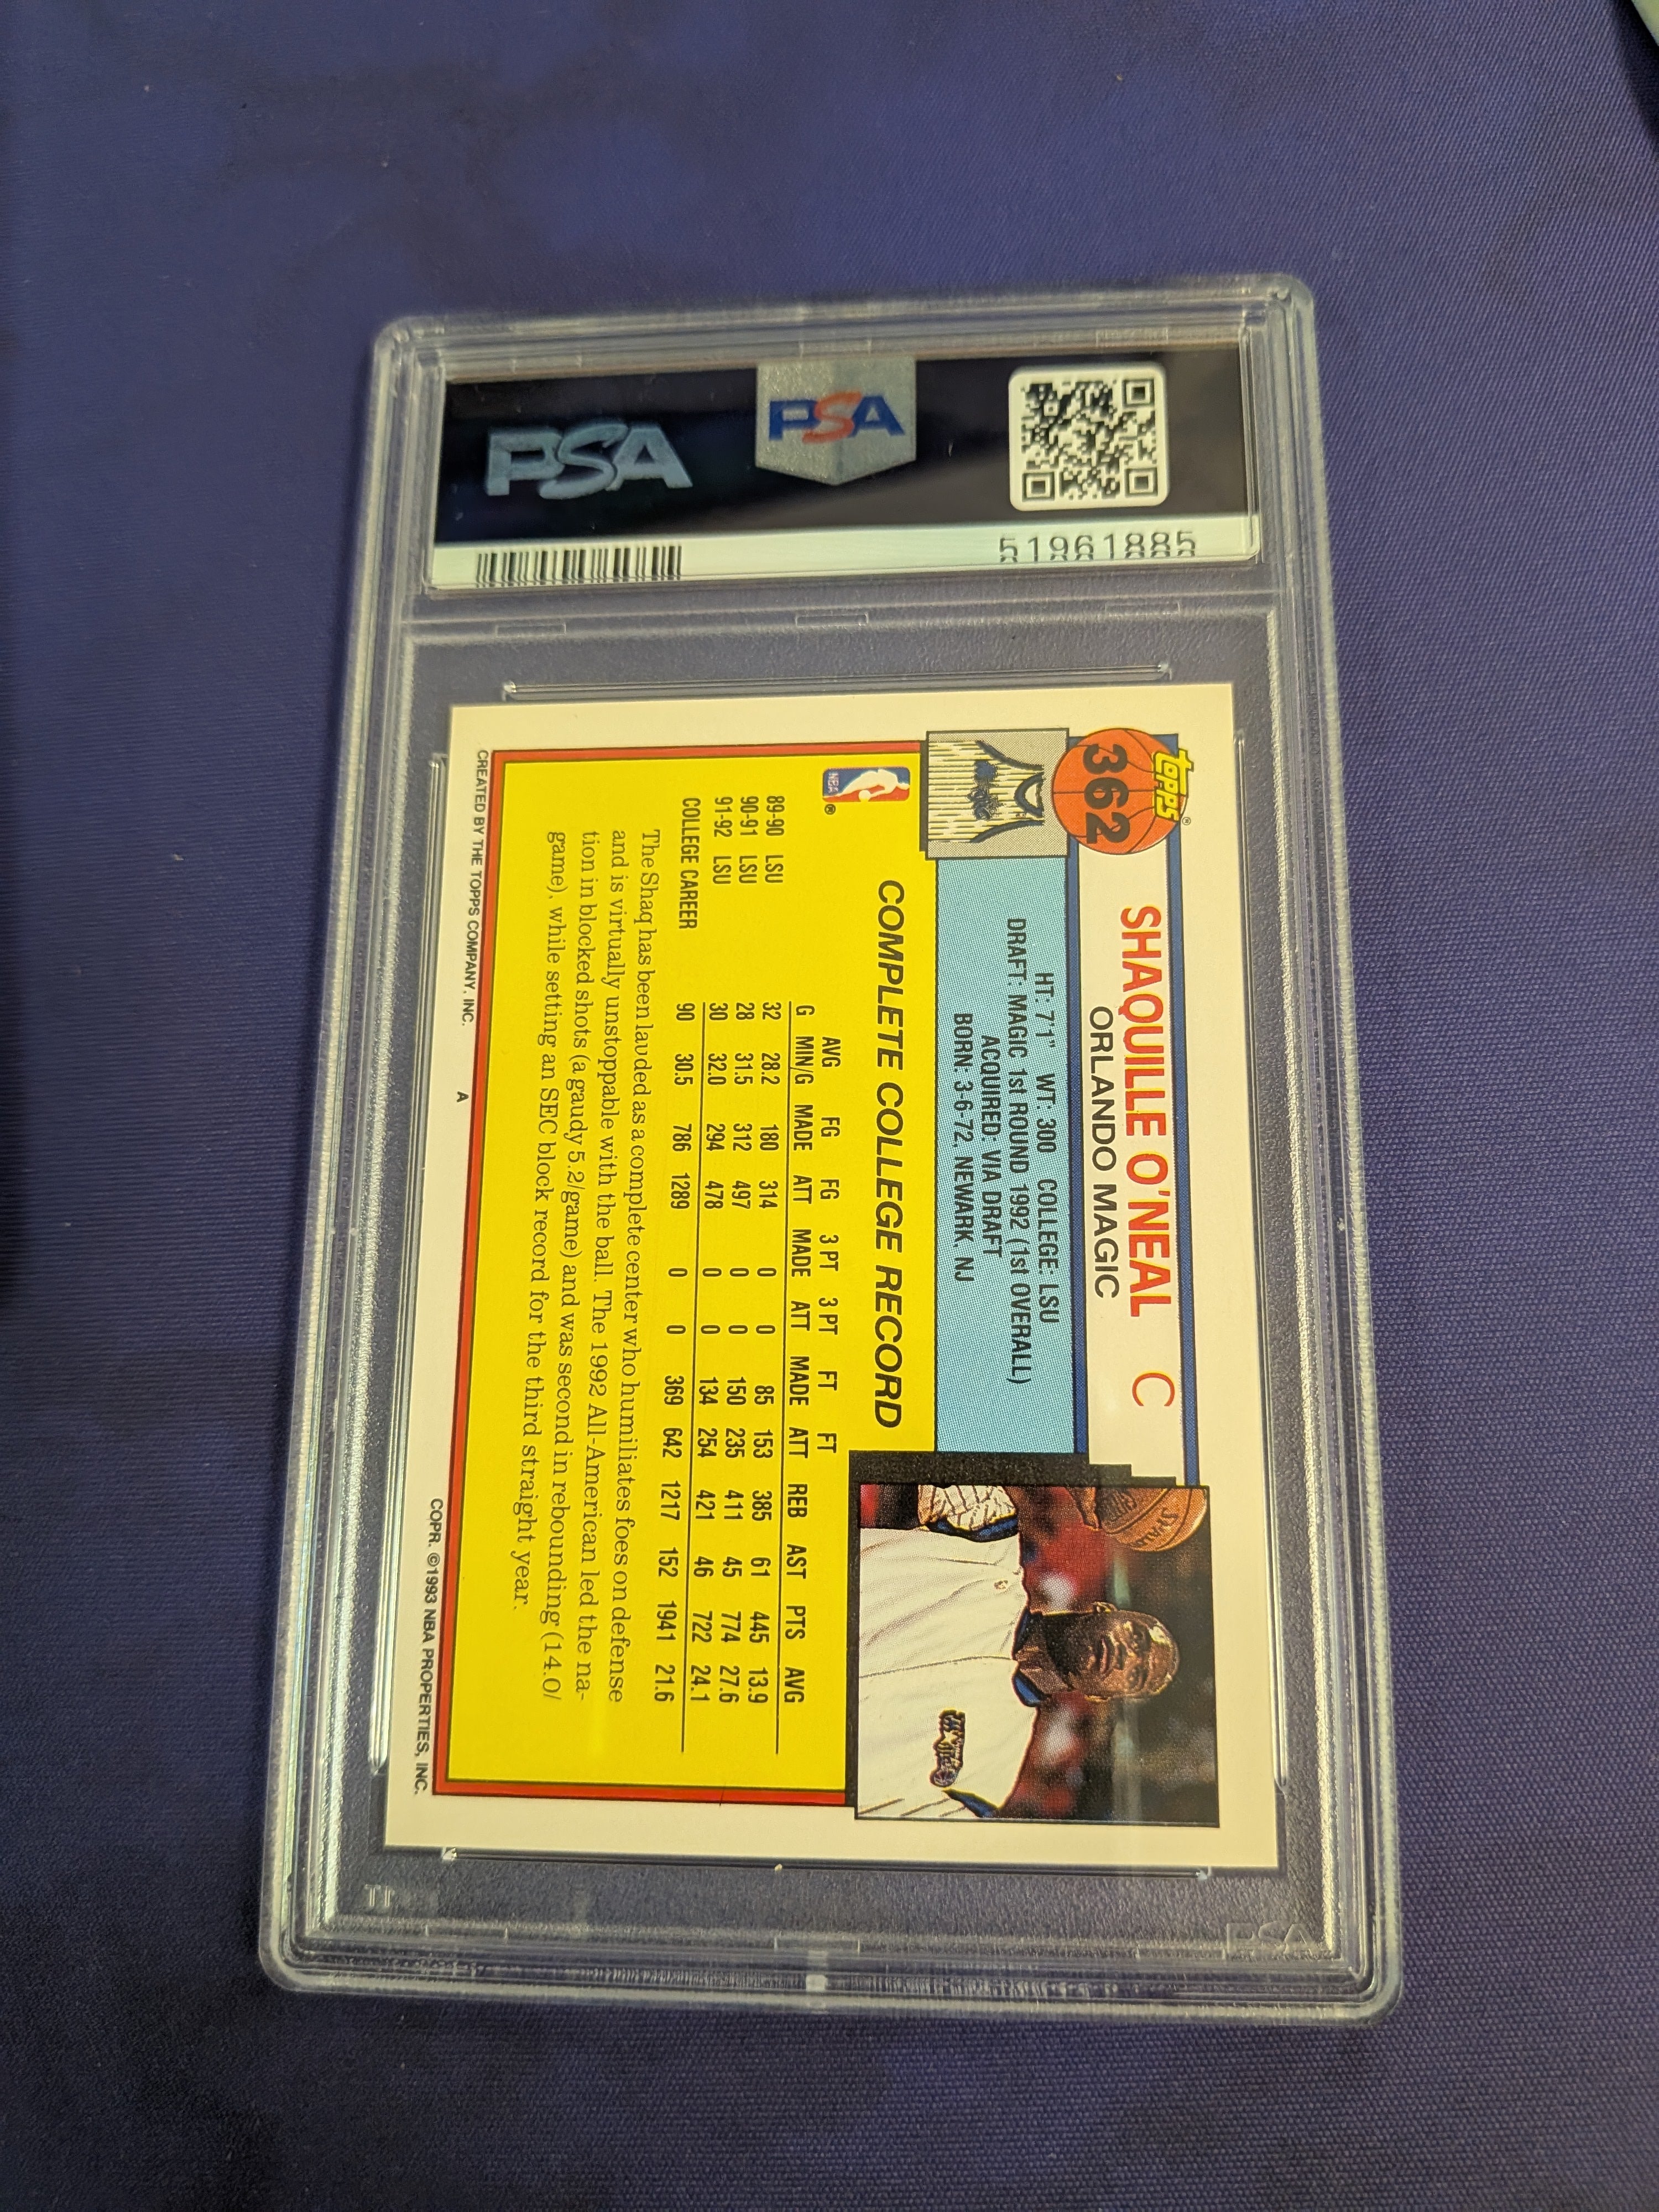 PSA
PSA
51961885
topps®
362
SHAQUILLE O'NEAL C
ORLANDO MAGIC
HT: 7'1" WT: 300 COLLEGE: LSU
DRAFT: MAGIC 1st ROUND 1992 (1st OVERALL)
ACQUIRED: VIA DRAFT
BORN: 3-6-72, NEWARK, NJ
Magic
SPALDING
NBA ®
COMPLETE COLLEGE RECORD
AVG FG FG 3 PT 3 PT FT FT
G MIN/G MADE ATT MADE ATT MADE ATT REB AST PTS AVG
89-90 LSU 32 28.2 180 314 0 0 85 153 385 61 445 13.9
90-91 LSU 28 31.5 312 497 0 0 150 235 411 45 774 27.6
91-92 LSU 30 32.0 294 478 0 0 134 254 421 46 722 24.1
COLLEGE CAREER 90 30.5 786 1289 0 0 369 642 1217 152 1941 21.6
The Shaq has been lauded as a complete center who humiliates foes on defense
and is virtually unstoppable with the ball. The 1992 All-American led the na-
tion in blocked shots (a gaudy 5.2/game) and was second in rebounding (14.0/
game), while setting an SEC block record for the third straight year.
CREATED BY THE TOPPS COMPANY, INC. A COPR. ©1993 NBA PROPERTIES, INC.
PSA